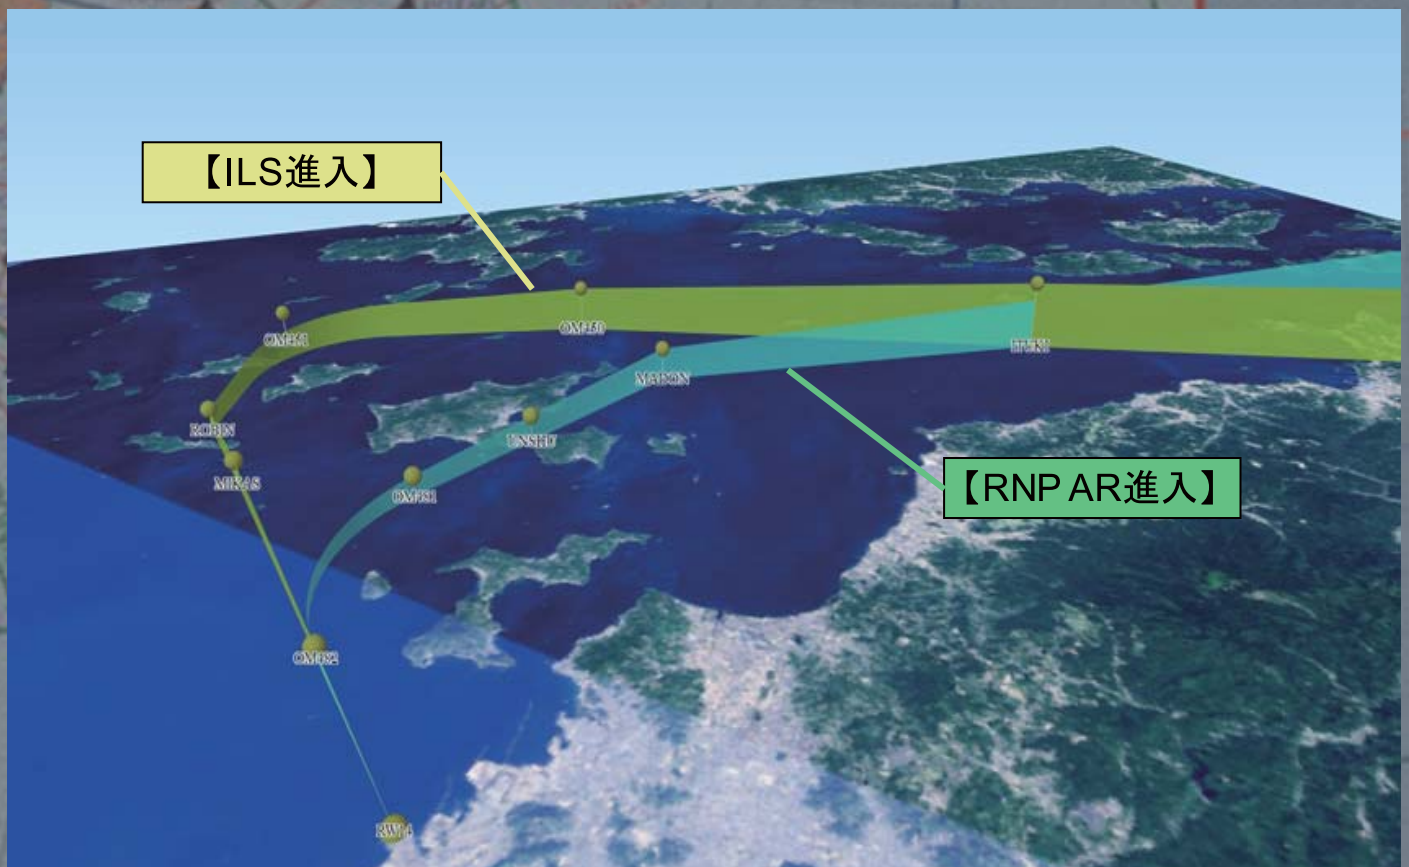 【ILS進入】
OM450
OM451
ITUKI
MADON
ROBIN
UNSHU
MIKAS
OM481
【RNP AR進入】
OM482
RW14